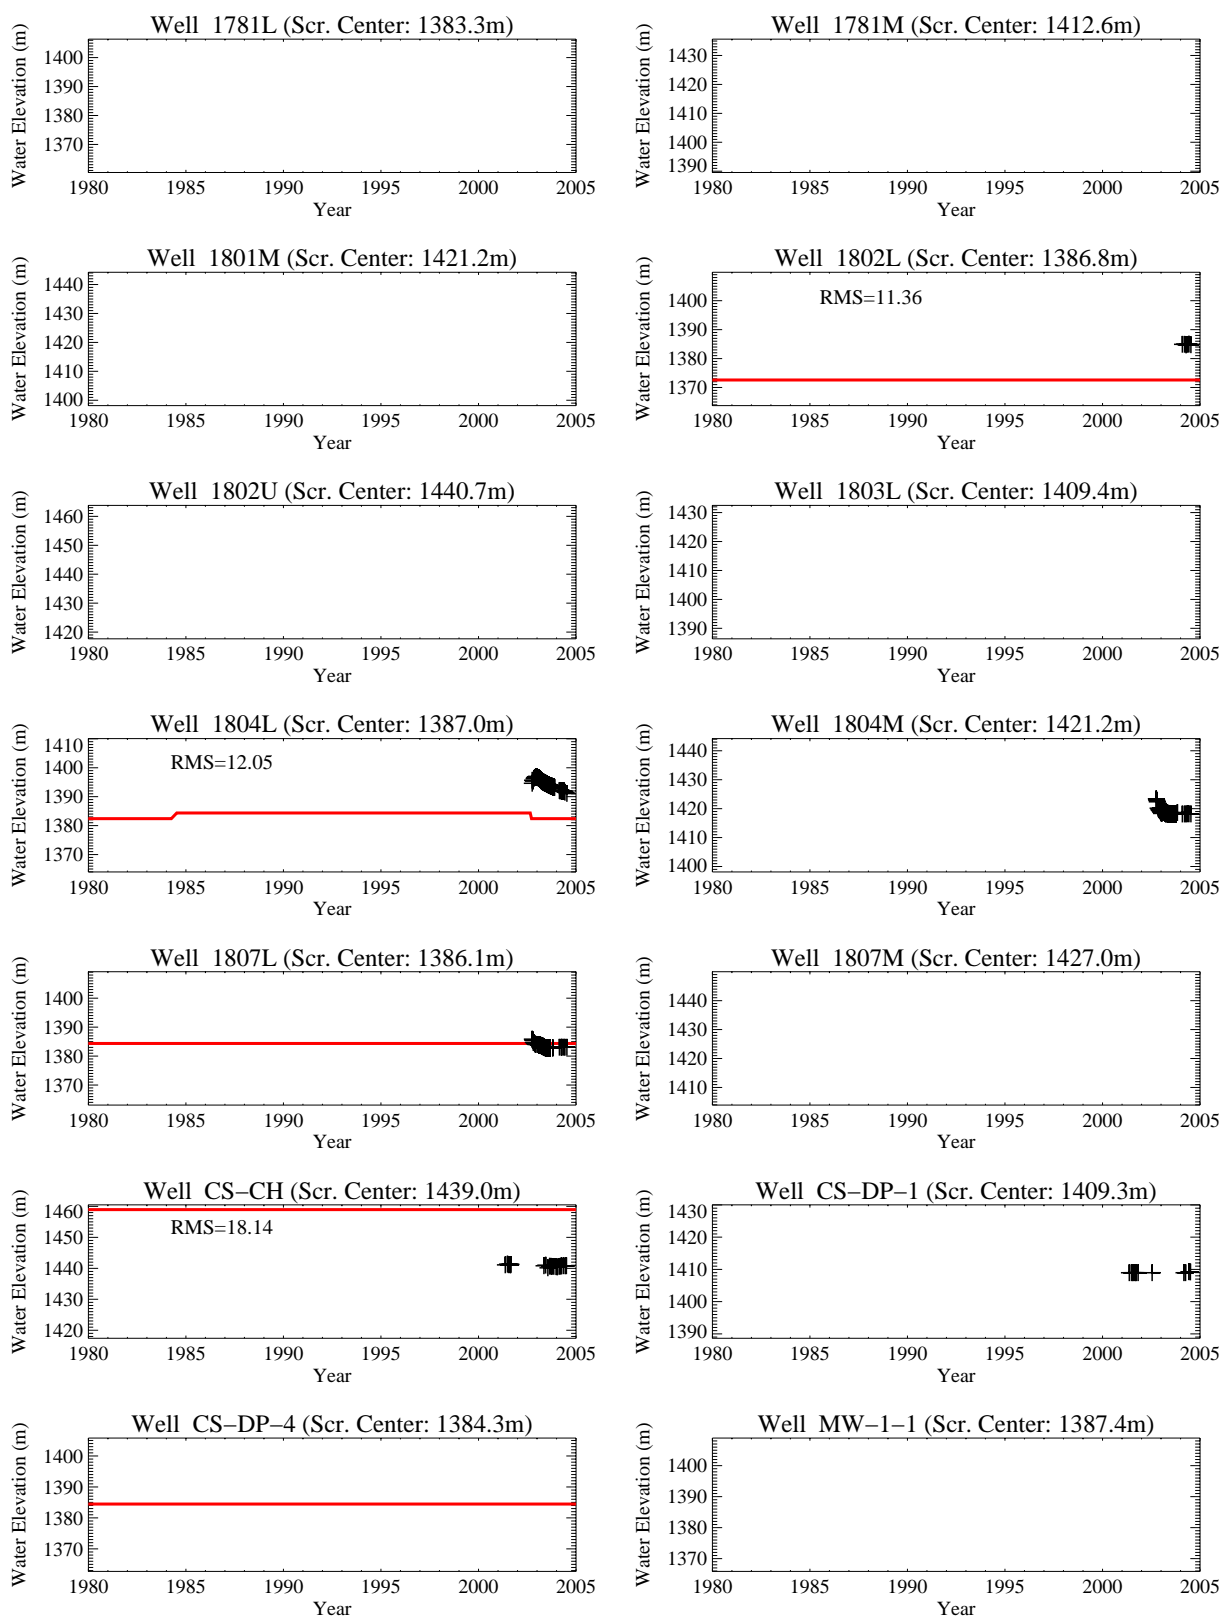 Well 1781L (Scr. Center: 1383.3m)
Water Elevation (m)
1400
1390
1380
1370
1980 1985 1990 1995 2000 2005
Year
Well 1781M (Scr. Center: 1412.6m)
Water Elevation (m)
1430
1420
1410
1400
1390
1980 1985 1990 1995 2000 2005
Year
Well 1801M (Scr. Center: 1421.2m)
Water Elevation (m)
1440
1430
1420
1410
1400
1980 1985 1990 1995 2000 2005
Year
Well 1802L (Scr. Center: 1386.8m)
Water Elevation (m)
RMS=11.36
1400
1390
1380
1370
1980 1985 1990 1995 2000 2005
Year
Well 1802U (Scr. Center: 1440.7m)
Water Elevation (m)
1460
1450
1440
1430
1420
1980 1985 1990 1995 2000 2005
Year
Well 1803L (Scr. Center: 1409.4m)
Water Elevation (m)
1430
1420
1410
1400
1390
1980 1985 1990 1995 2000 2005
Year
Well 1804L (Scr. Center: 1387.0m)
Water Elevation (m)
RMS=12.05
1410
1400
1390
1380
1370
1980 1985 1990 1995 2000 2005
Year
Well 1804M (Scr. Center: 1421.2m)
Water Elevation (m)
1440
1430
1420
1410
1400
1980 1985 1990 1995 2000 2005
Year
Well 1807L (Scr. Center: 1386.1m)
Water Elevation (m)
1400
1390
1380
1370
1980 1985 1990 1995 2000 2005
Year
Well 1807M (Scr. Center: 1427.0m)
Water Elevation (m)
1440
1430
1420
1410
1980 1985 1990 1995 2000 2005
Year
Well CS−CH (Scr. Center: 1439.0m)
Water Elevation (m)
RMS=18.14
1460
1450
1440
1430
1420
1980 1985 1990 1995 2000 2005
Year
Well CS−DP−1 (Scr. Center: 1409.3m)
Water Elevation (m)
1430
1420
1410
1400
1390
1980 1985 1990 1995 2000 2005
Year
Well CS−DP−4 (Scr. Center: 1384.3m)
Water Elevation (m)
1400
1390
1380
1370
1980 1985 1990 1995 2000 2005
Year
Well MW−1−1 (Scr. Center: 1387.4m)
Water Elevation (m)
1400
1390
1380
1370
1980 1985 1990 1995 2000 2005
Year